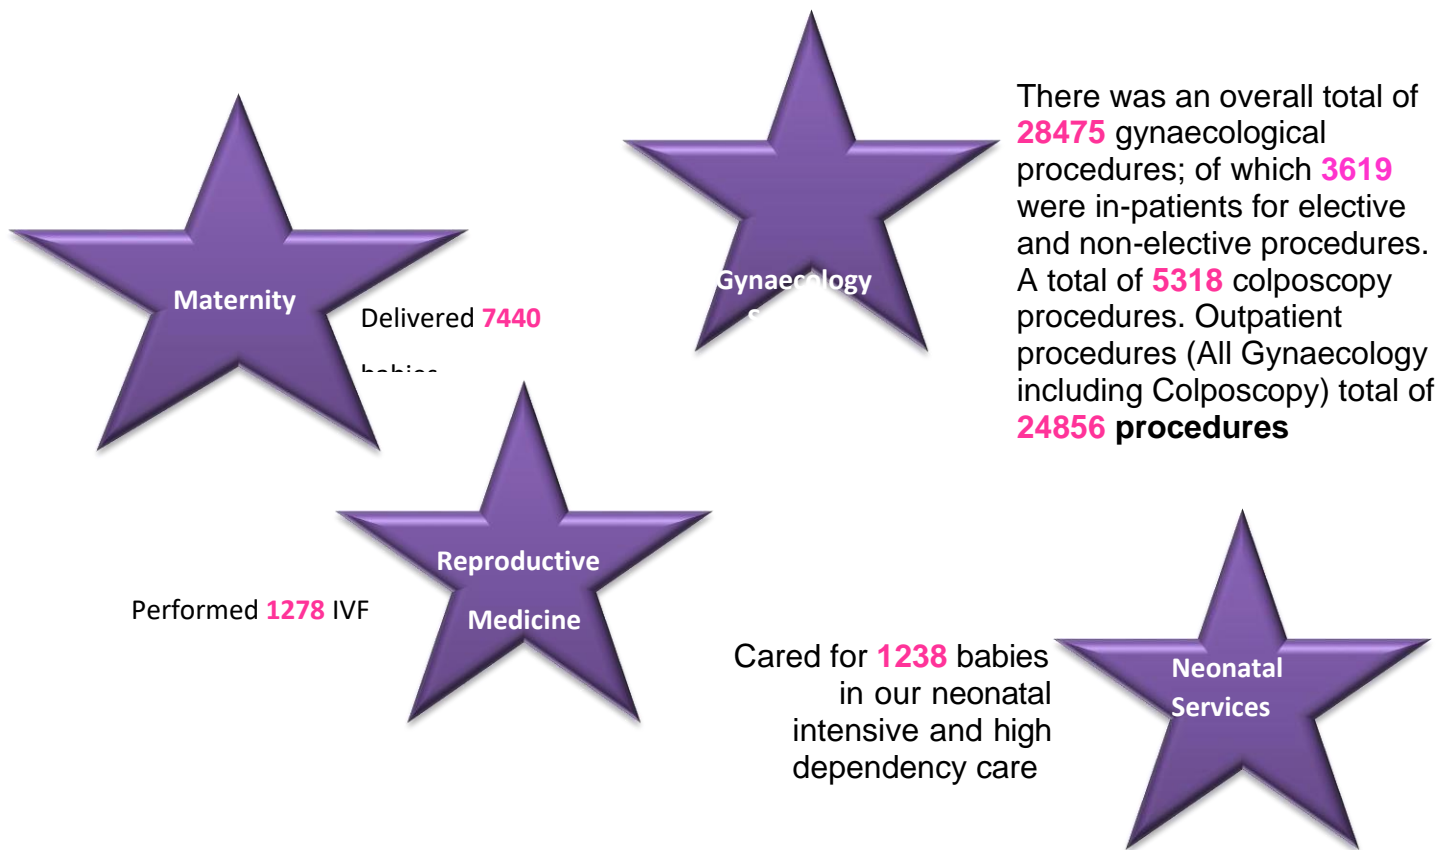 Maternity
Delivered 7440
babies
Gynaecology
There was an overall total of
28475 gynaecological
procedures; of which 3619
were in-patients for elective
and non-elective procedures.
A total of 5318 colposcopy
procedures. Outpatient
procedures (All Gynaecology
including Colposcopy) total of
24856 procedures
Reproductive
Medicine
Performed 1278 IVF
Cared for 1238 babies
in our neonatal
intensive and high
dependency care
Neonatal
Services